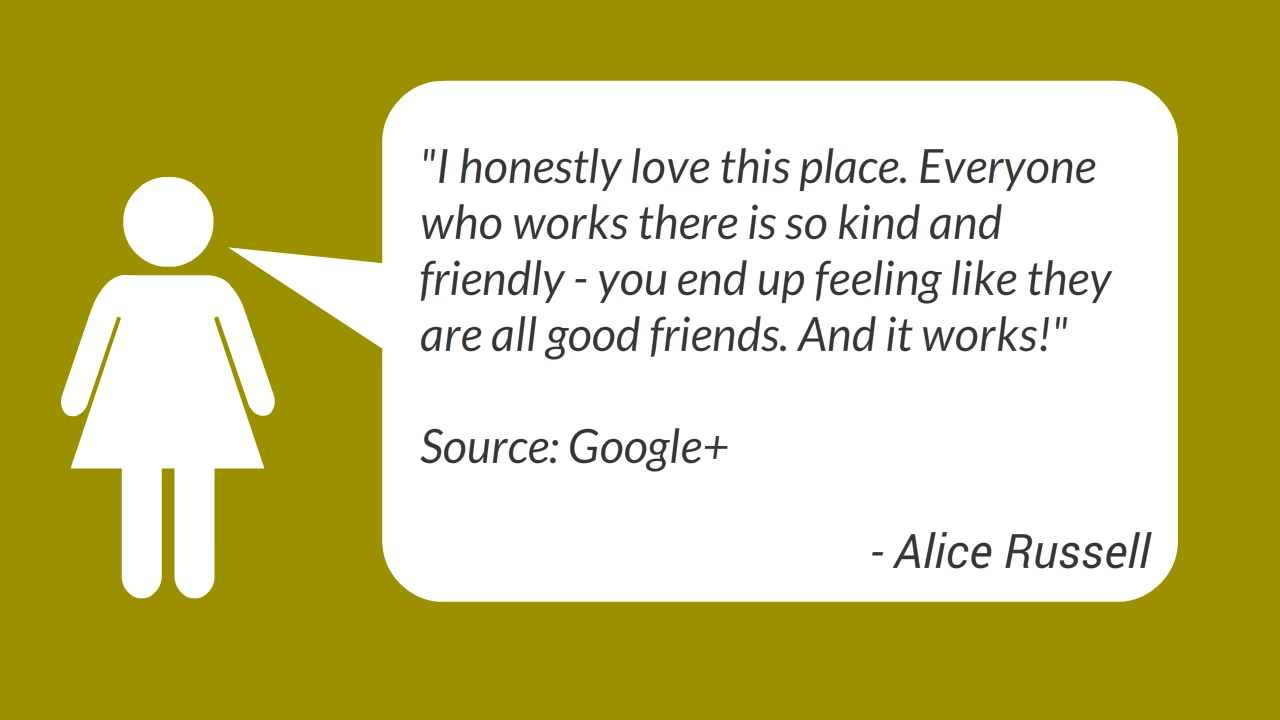 "I honestly love this place. Everyone
who works there is so kind and
friendly - you end up feeling like they
are all good friends. And it works!"
Source: Google+
- Alice Russell